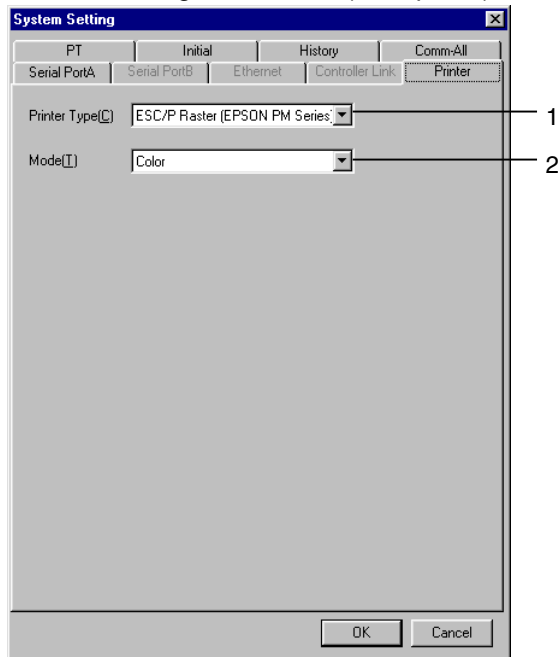 System Setting
PT Initial History Comm-All
Serial PortA Serial PortB Ethernet Controller Link Printer
Printer Type(C) ESC/P Raster (EPSON PM Series) 1
Mode(T) Color 2
OK Cancel